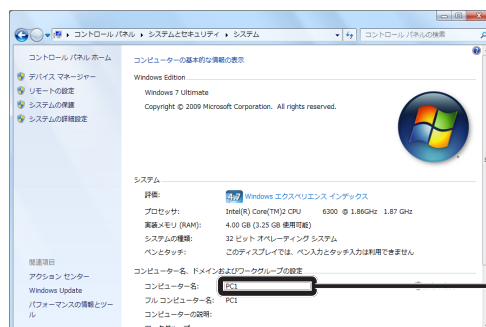 コントロール パネル ▸ システムとセキュリティ ▸ システム
コントロール パネルの検索
コントロール パネル ホーム
デバイス マネージャー
リモートの設定
システムの保護
システムの詳細設定
関連項目
アクション センター
Windows Update
パフォーマンスの情報とツール
コンピューターの基本的な情報の表示
Windows Edition
Windows 7 Ultimate
Copyright © 2009 Microsoft Corporation. All rights reserved.
システム
評価: 4.7 Windows エクスペリエンス インデックス
プロセッサ: Intel(R) Core(TM)2 CPU 6300 @ 1.86GHz 1.87 GHz
実装メモリ (RAM): 4.00 GB (3.25 GB 使用可能)
システムの種類: 32 ビット オペレーティング システム
ペンとタッチ: このディスプレイでは、ペン入力とタッチ入力は利用できません
コンピューター名、ドメインおよびワークグループの設定
コンピューター名: PC1
フル コンピューター名: PC1
コンピューターの説明: